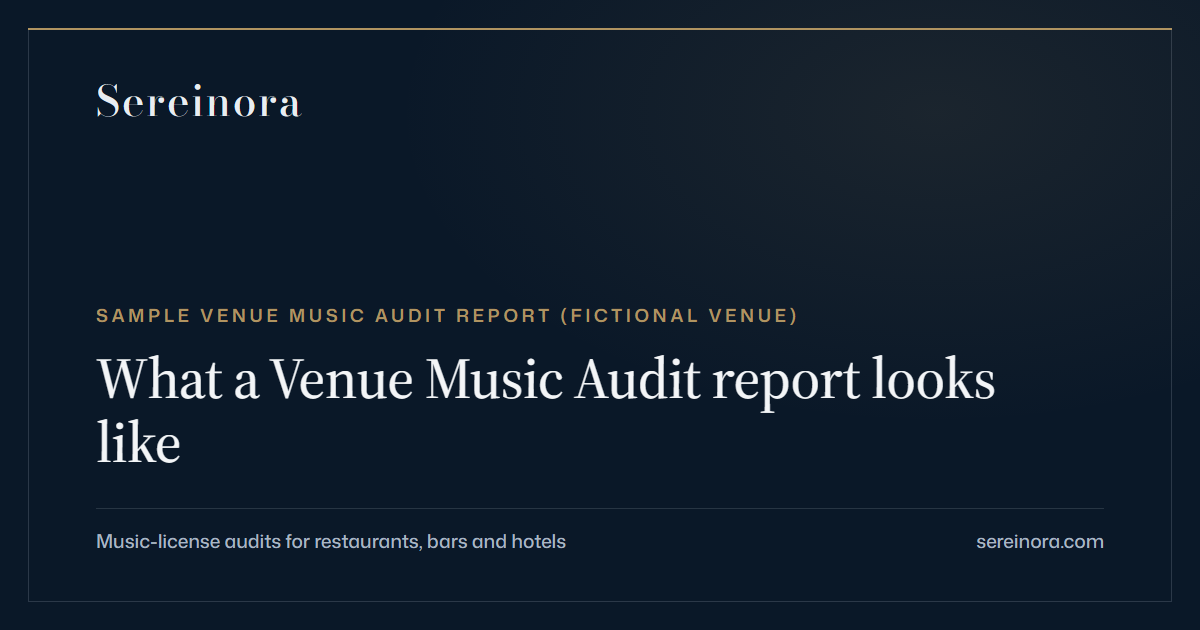 Sereinora
SAMPLE VENUE MUSIC AUDIT REPORT (FICTIONAL VENUE)
What a Venue Music Audit report looks
like
Music-license audits for restaurants, bars and hotels
sereinora.com